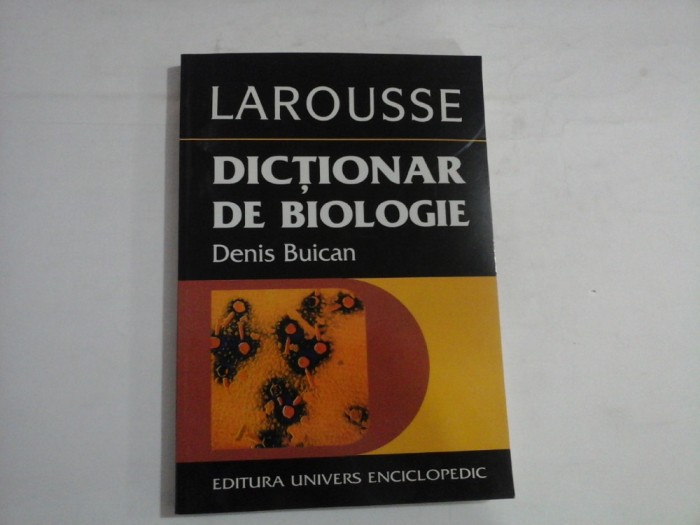 LAROUSSE
DICȚIONAR
DE BIOLOGIE
Denis Buican
EDITURA UNIVERS ENCICLOPEDIC